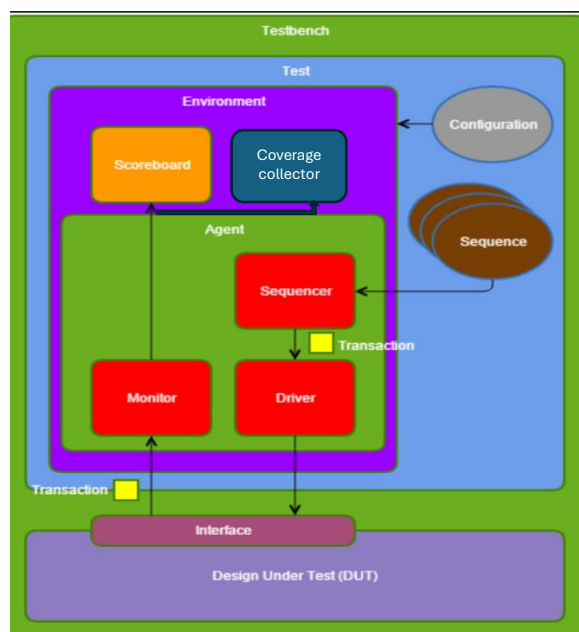 Testbench
Test
Environment
Configuration
Scoreboard
Coverage
collector
Agent
Sequence
Sequencer
Transaction
Monitor
Driver
Transaction
Interface
Design Under Test (DUT)